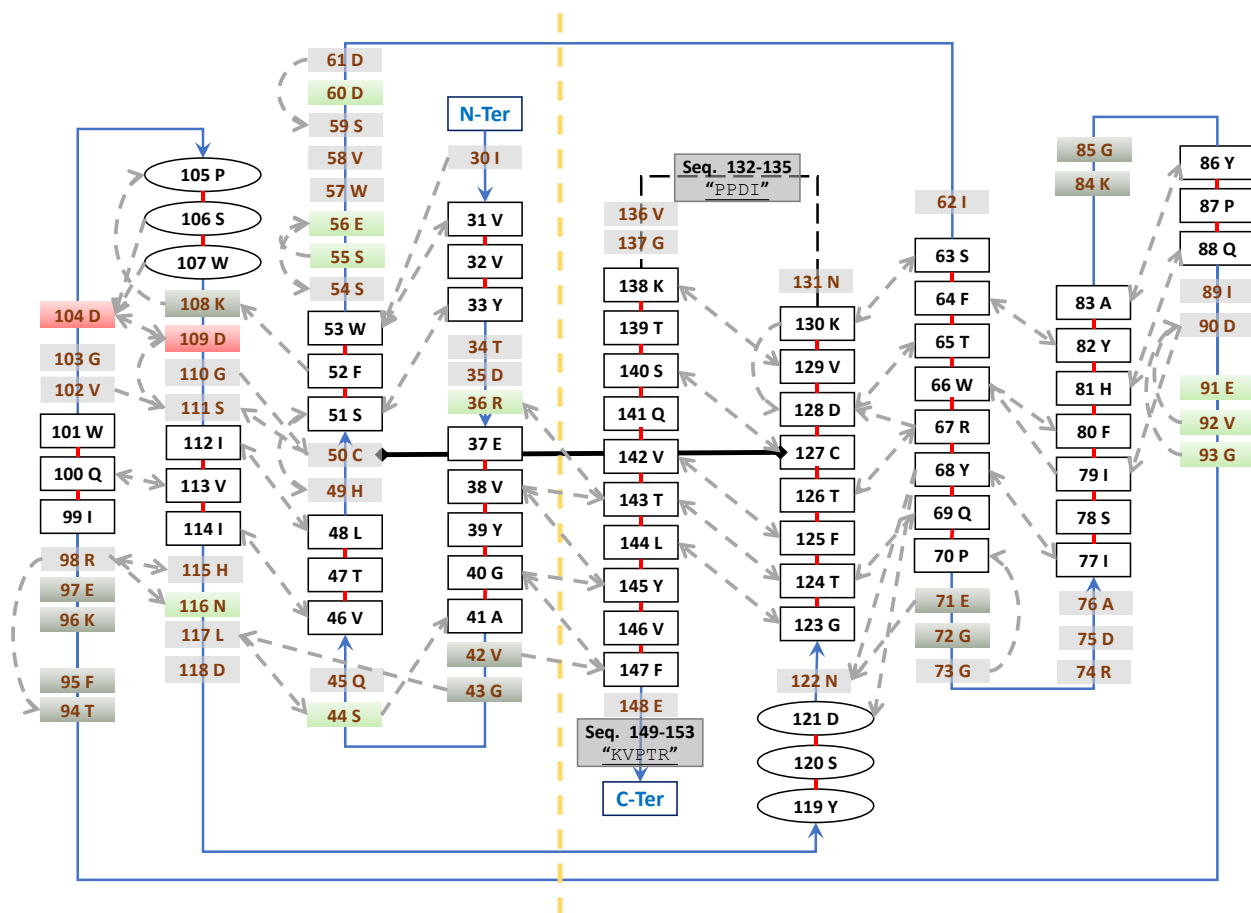 61 D
60 D
59 S
58 V
57 W
56 E
55 S
54 S
53 W
52 F
51 S
50 C
49 H
48 L
47 T
46 V
45 Q
44 S
N-Ter
30 I
31 V
32 V
33 Y
34 T
35 D
36 R
37 E
38 V
39 Y
40 G
41 A
42 V
43 G
105 P
106 S
107 W
108 K
109 D
110 G
111 S
112 I
113 V
114 I
115 H
116 N
117 L
118 D
104 D
103 G
102 V
101 W
100 Q
99 I
98 R
97 E
96 K
95 F
94 T
Seq. 132-135
“PPDI”
136 V
137 G
138 K
139 T
140 S
141 Q
142 V
143 T
144 L
145 Y
146 V
147 F
148 E
Seq. 149-153
“KVPTR”
C-Ter
131 N
130 K
129 V
128 D
127 C
126 T
125 F
124 T
123 G
122 N
121 D
120 S
119 Y
62 I
63 S
64 F
65 T
66 W
67 R
68 Y
69 Q
70 P
71 E
72 G
73 G
85 G
84 K
83 A
82 Y
81 H
80 F
79 I
78 S
77 I
76 A
75 D
74 R
86 Y
87 P
88 Q
89 I
90 D
91 E
92 V
93 G